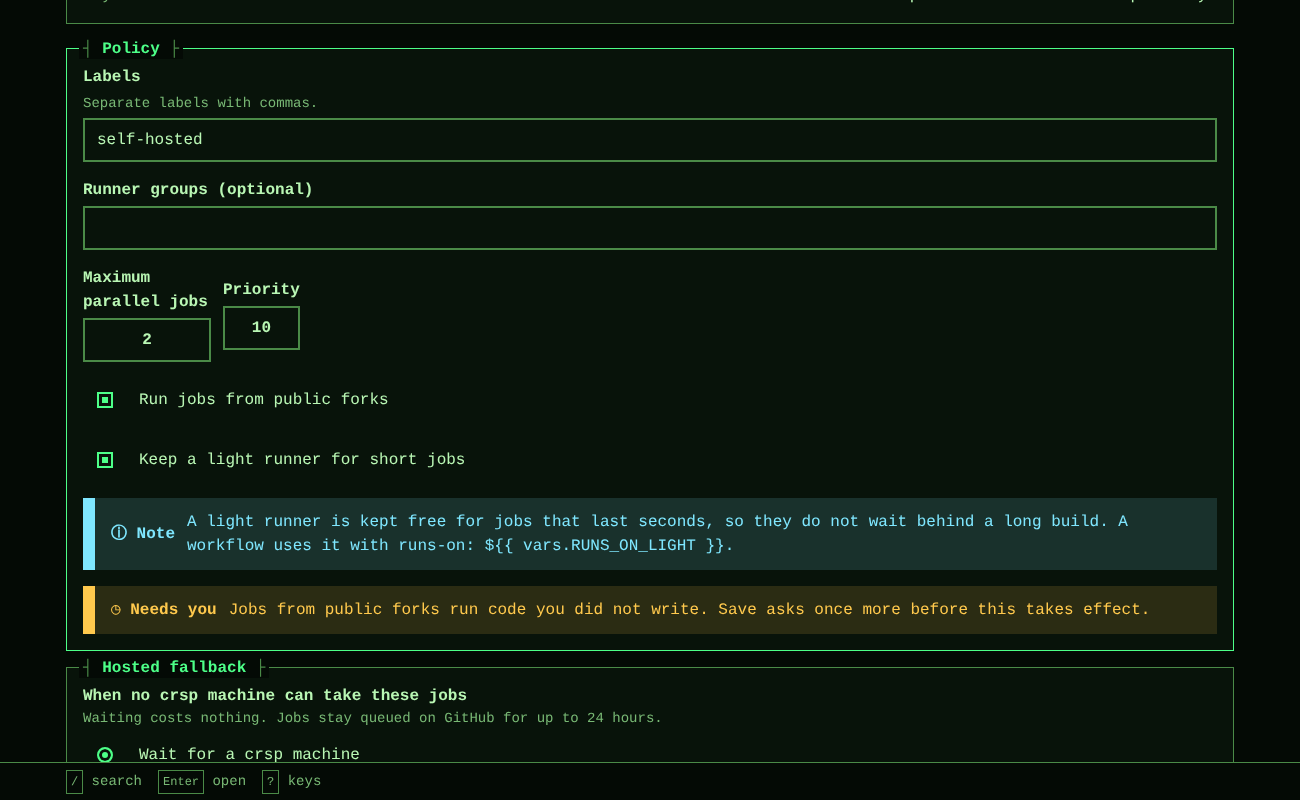 Policy
Labels
Separate labels with commas.
self-hosted
Runner groups (optional)
Maximum
parallel jobs
Priority
2
10
Run jobs from public forks
Keep a light runner for short jobs
ⓘ Note
A light runner is kept free for jobs that last seconds, so they do not wait behind a long build. A
workflow uses it with runs-on: ${{ vars.RUNS_ON_LIGHT }}.
◷ Needs you Jobs from public forks run code you did not write. Save asks once more before this takes effect.
Hosted fallback
When no crsp machine can take these jobs
Waiting costs nothing. Jobs stay queued on GitHub for up to 24 hours.
Wait for a crsp machine
/ search Enter open ? keys